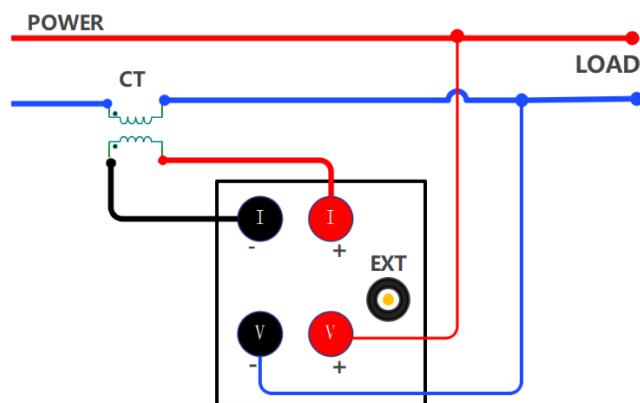 POWER
LOAD
CT
I I
- +
EXT
V V
- +